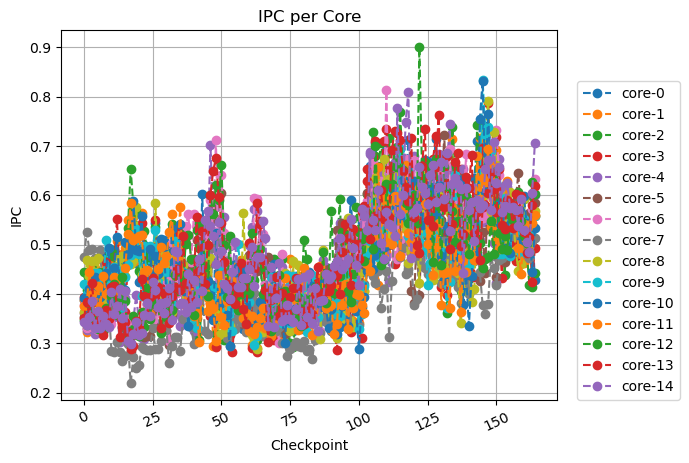 IPC per Core
IPC
0.9
0.8
0.7
0.6
0.5
0.4
0.3
0.2
0
25
50
75
100
125
150
Checkpoint
core-0
core-1
core-2
core-3
core-4
core-5
core-6
core-7
core-8
core-9
core-10
core-11
core-12
core-13
core-14